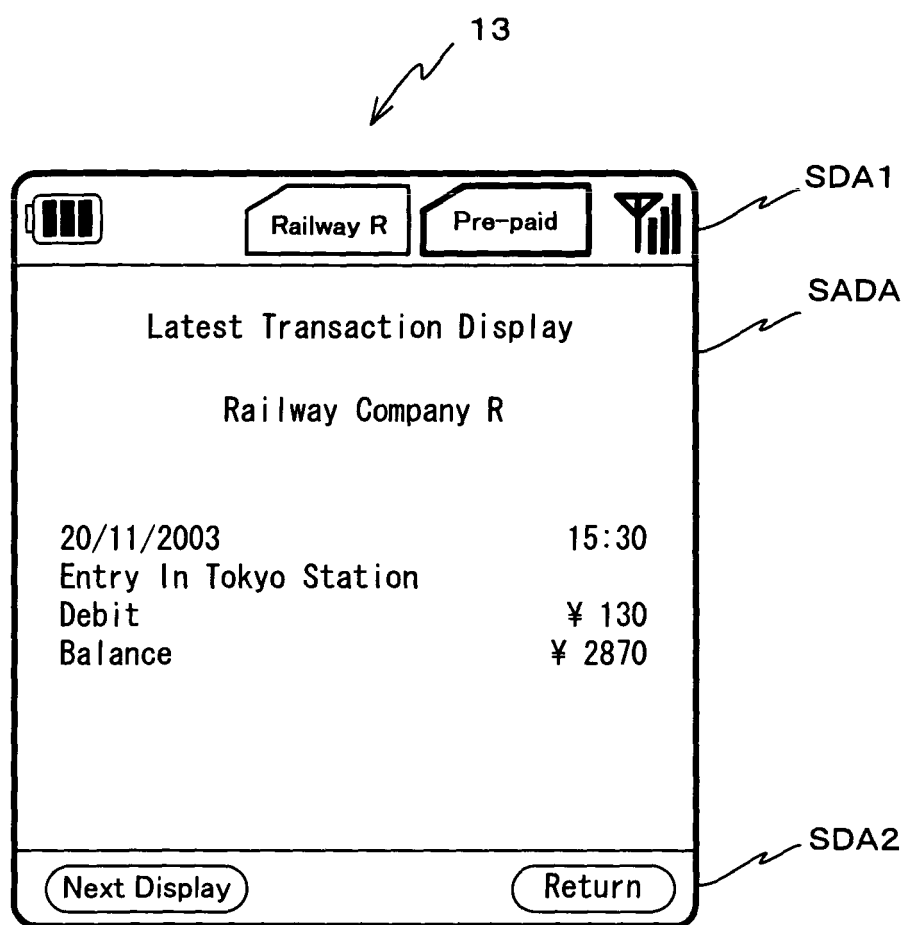 13
SDA1
Railway R Pre-paid
SADA
Latest Transaction Display
Railway Company R
20/11/2003 15:30
Entry In Tokyo Station
Debit ¥ 130
Balance ¥ 2870
SDA2
Next Display Return